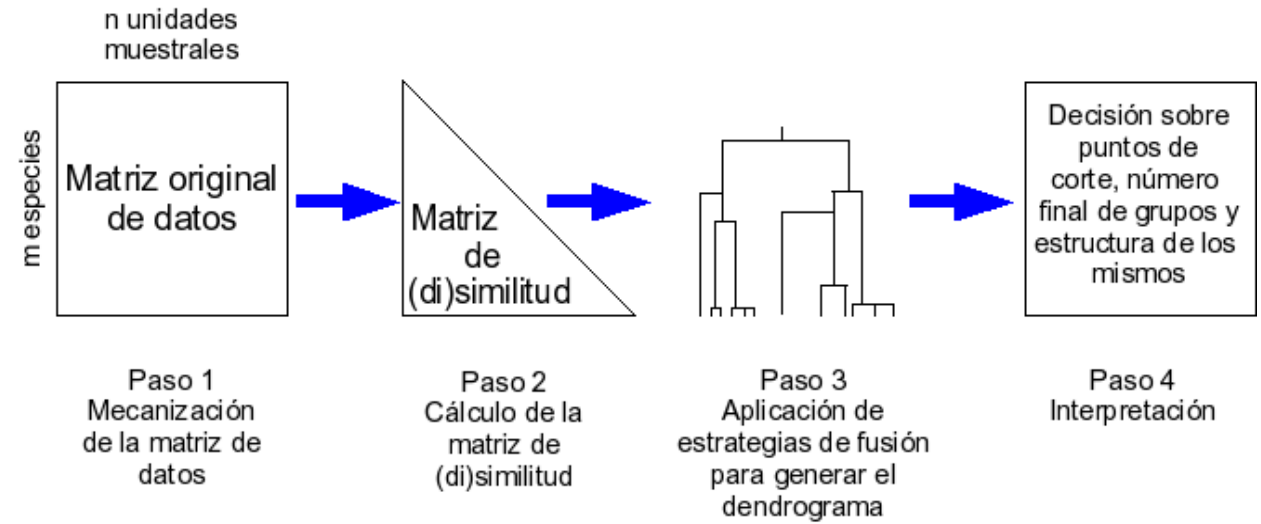 n unidades
muestrales
m especies
Matriz original
de datos
Matriz
de
(di)similitud
Decisión sobre
puntos de
corte, número
final de grupos y
estructura de los
mismos
Paso 1
Mecanización
de la matriz de
datos
Paso 2
Cálculo de la
matriz de
(di)similitud
Paso 3
Aplicación de
estrategias de fusión
para generar el
dendrograma
Paso 4
Interpretación